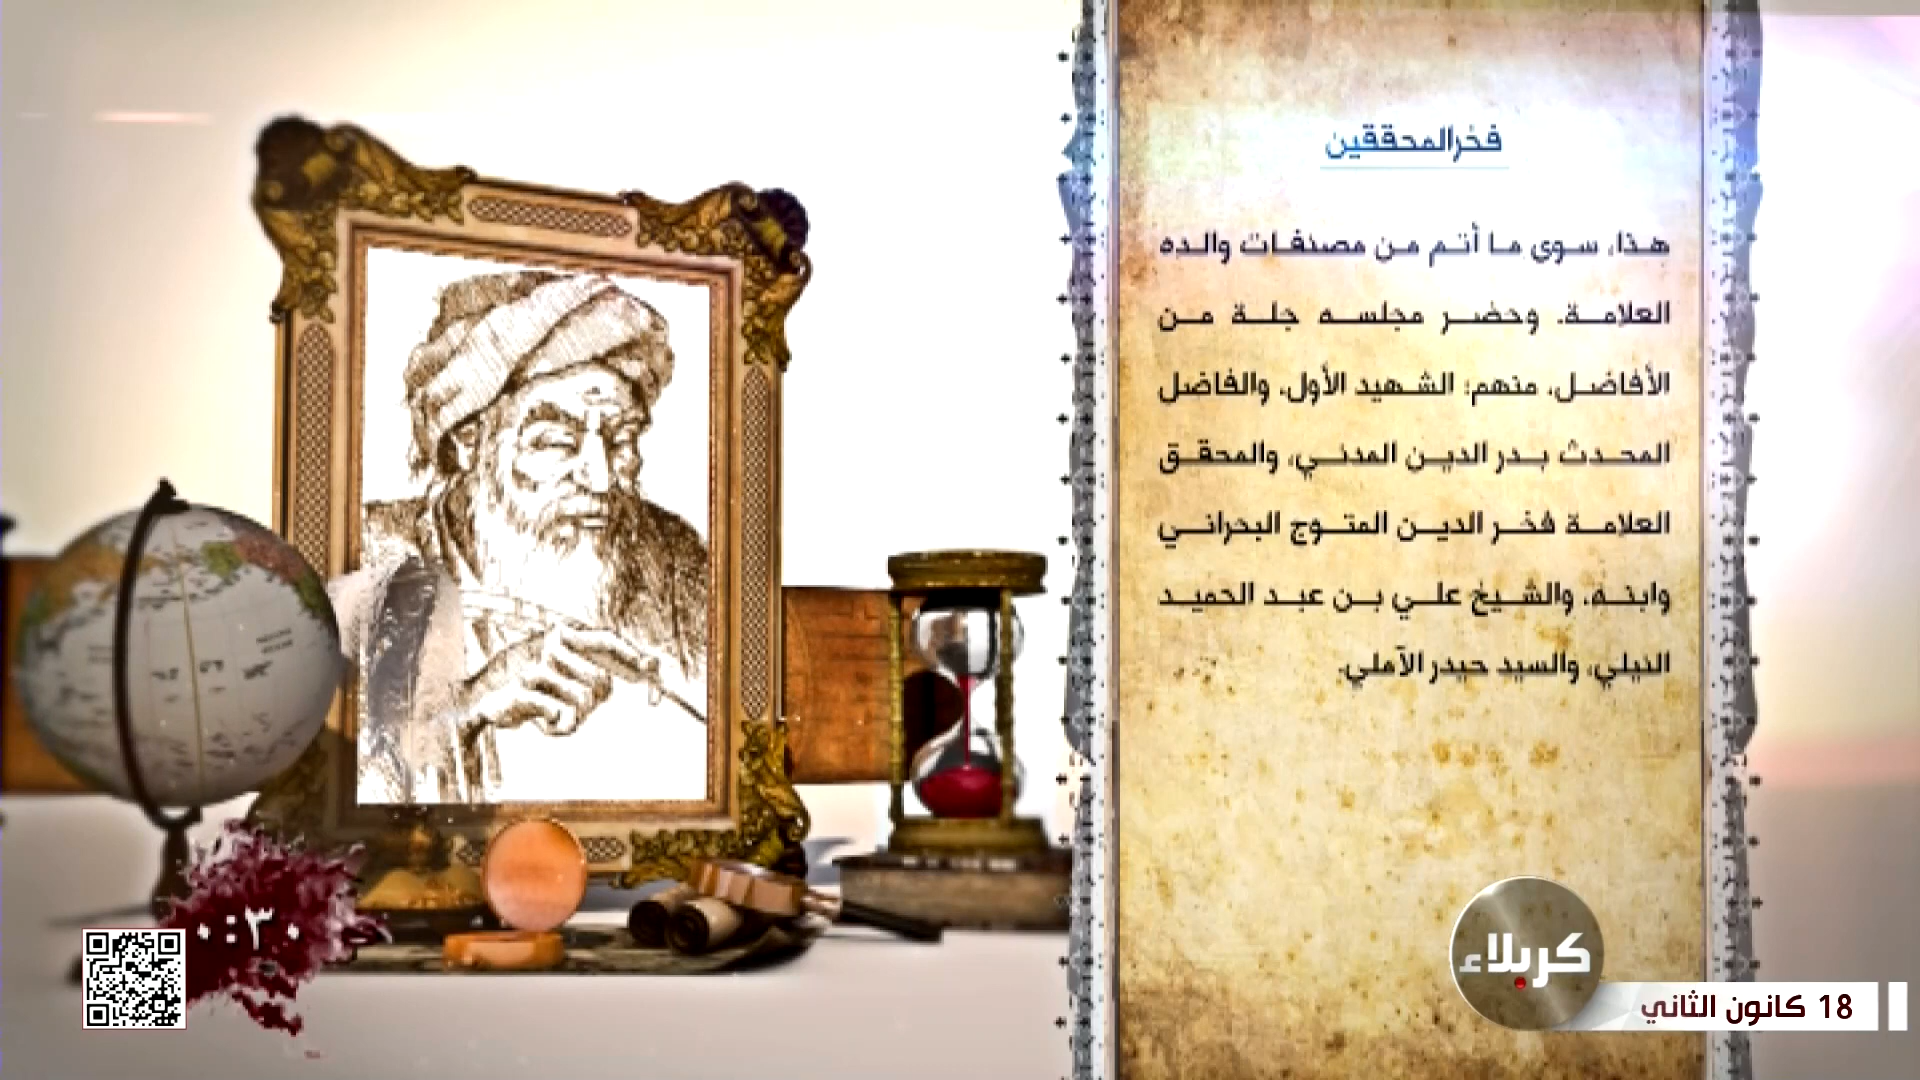 فخرالمحققين
هذا، سوى ما أتم من مصنفات والده
العلامة. وحضر مجلسه جلة من
الأفاضل، منهم: الشهيد الأول، والفاضل
المحدث بدر الدين المدني، والمحقق
العلامة فخر الدين المتوج البحراني
وابنه، والشيخ علي بن عبد الحميد
النيلي، والسيد حيدر الآملي.
٠:٣٠
كربلاء
18 كانون الثاني